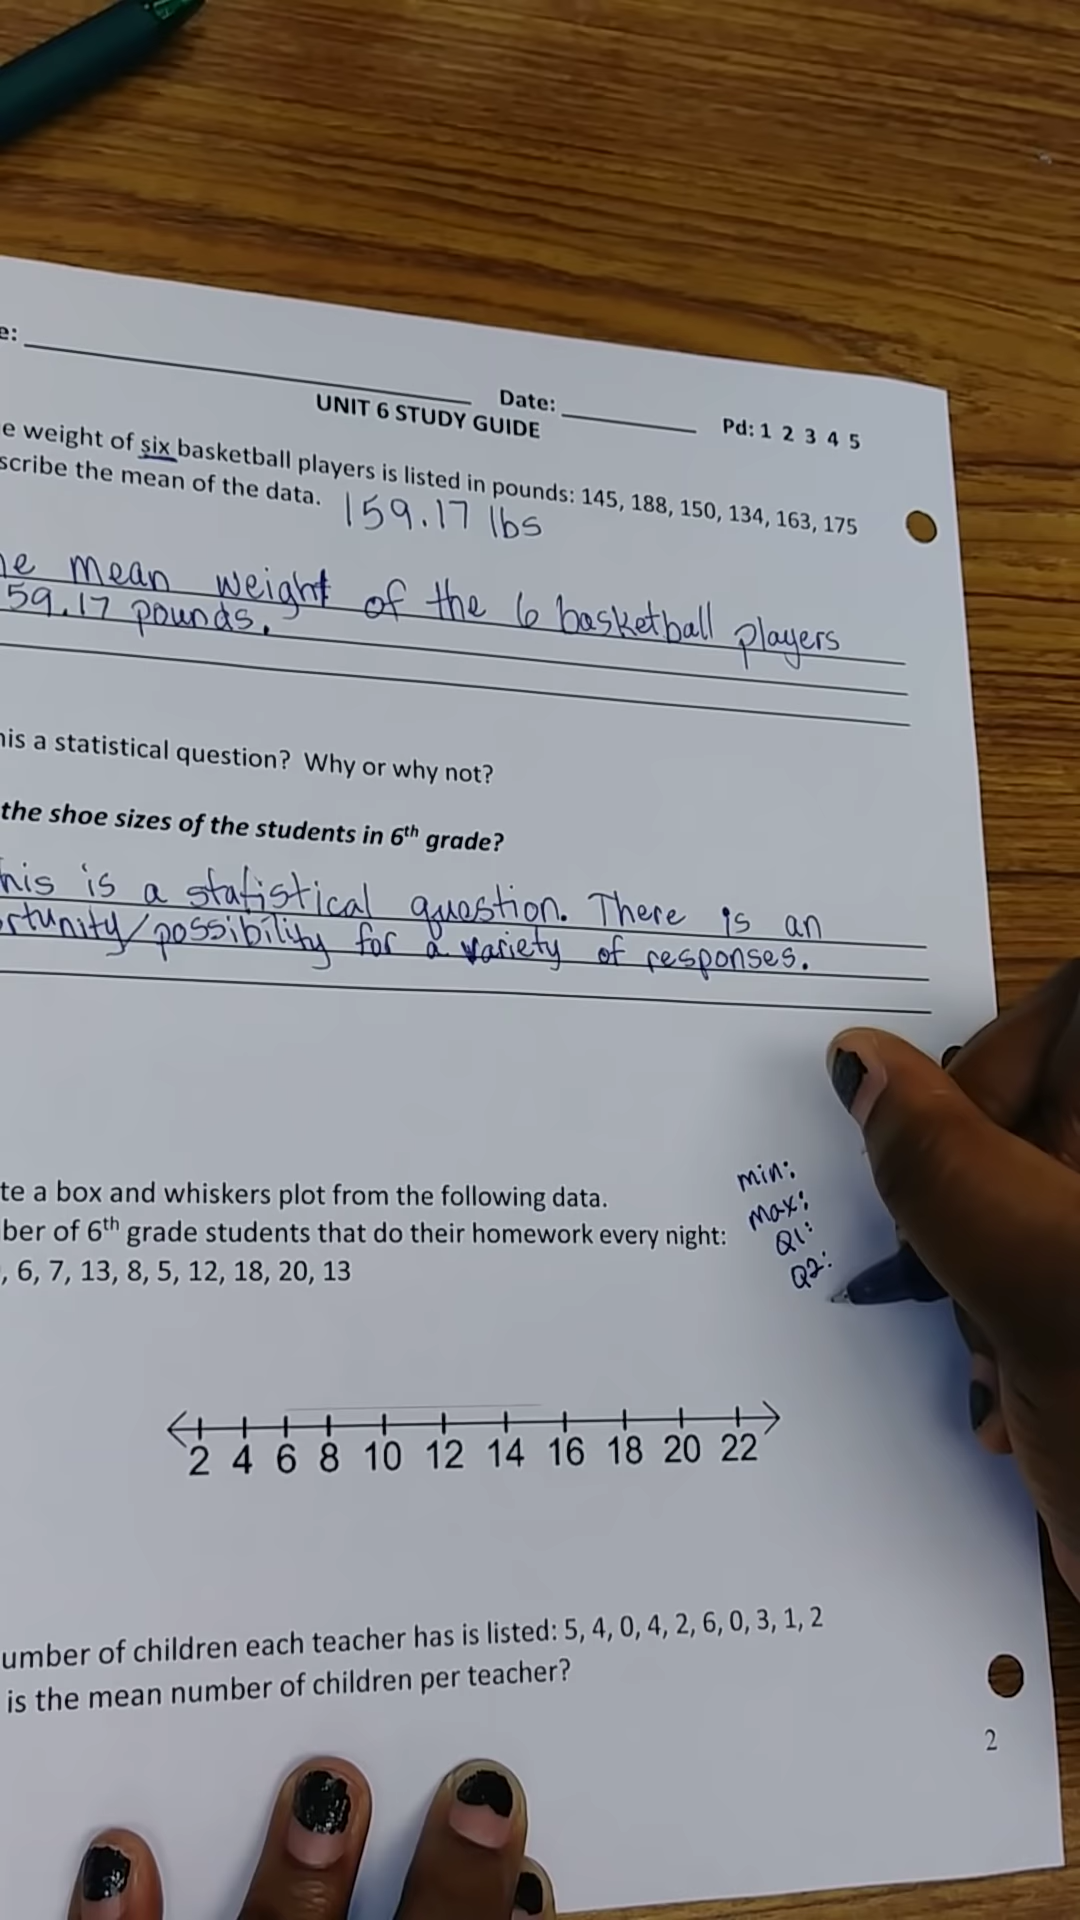 e:
Date:
Pd: 1 2 3 4 5
UNIT 6 STUDY GUIDE
e weight of six basketball players is listed in pounds: 145, 188, 150, 134, 163, 175
scribe the mean of the data. 159.17 lbs
he mean weight of the 6 basketball players
59.17 pounds.
his a statistical question? Why or why not?
the shoe sizes of the students in 6th grade?
his is a statistical question. There is an
rtunity/possibility for a variety of responses.
te a box and whiskers plot from the following data.
ber of 6th grade students that do their homework every night:
, 6, 7, 13, 8, 5, 12, 18, 20, 13
min:
max:
Q1:
Q2:
2 4 6 8 10 12 14 16 18 20 22
umber of children each teacher has is listed: 5, 4, 0, 4, 2, 6, 0, 3, 1, 2
is the mean number of children per teacher?
2